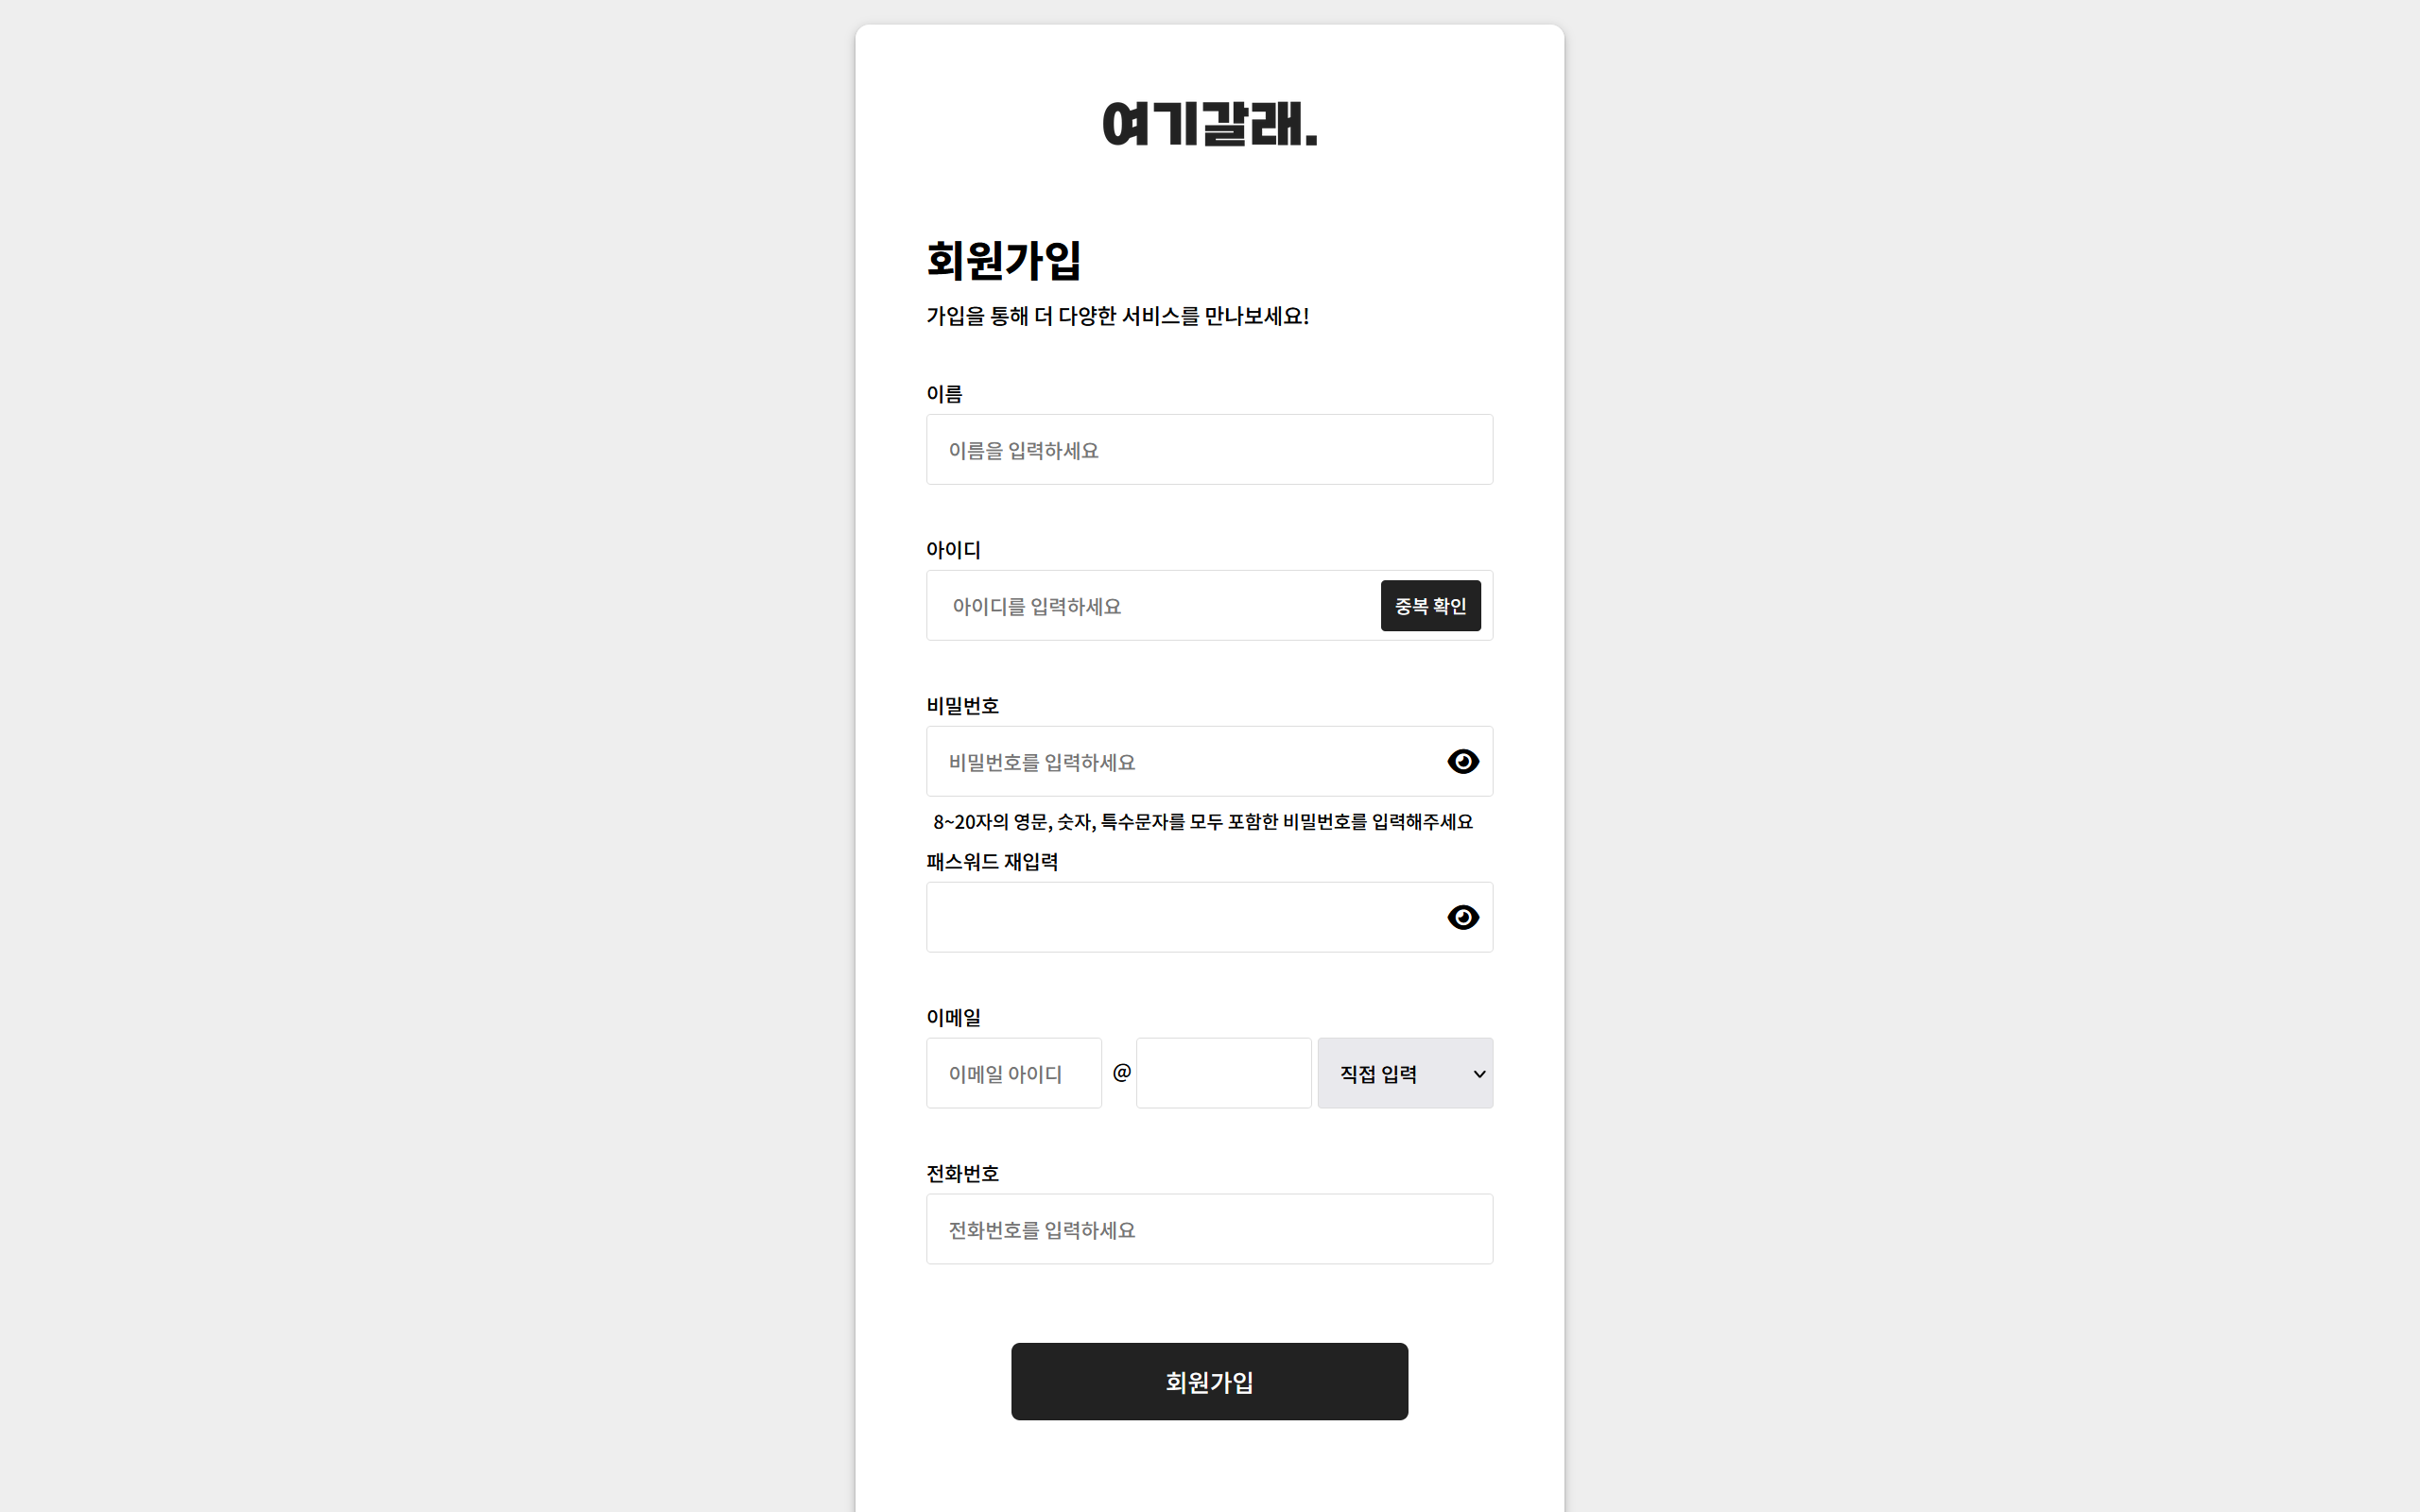 여기갈래.
회원가입
가입을 통해 더 다양한 서비스를 만나보세요!
이름
이름을 입력하세요
아이디
아이디를 입력하세요 중복 확인
비밀번호
비밀번호를 입력하세요
8~20자의 영문, 숫자, 특수문자를 모두 포함한 비밀번호를 입력해주세요
패스워드 재입력
이메일
이메일 아이디 @ 직접 입력
전화번호
전화번호를 입력하세요
회원가입